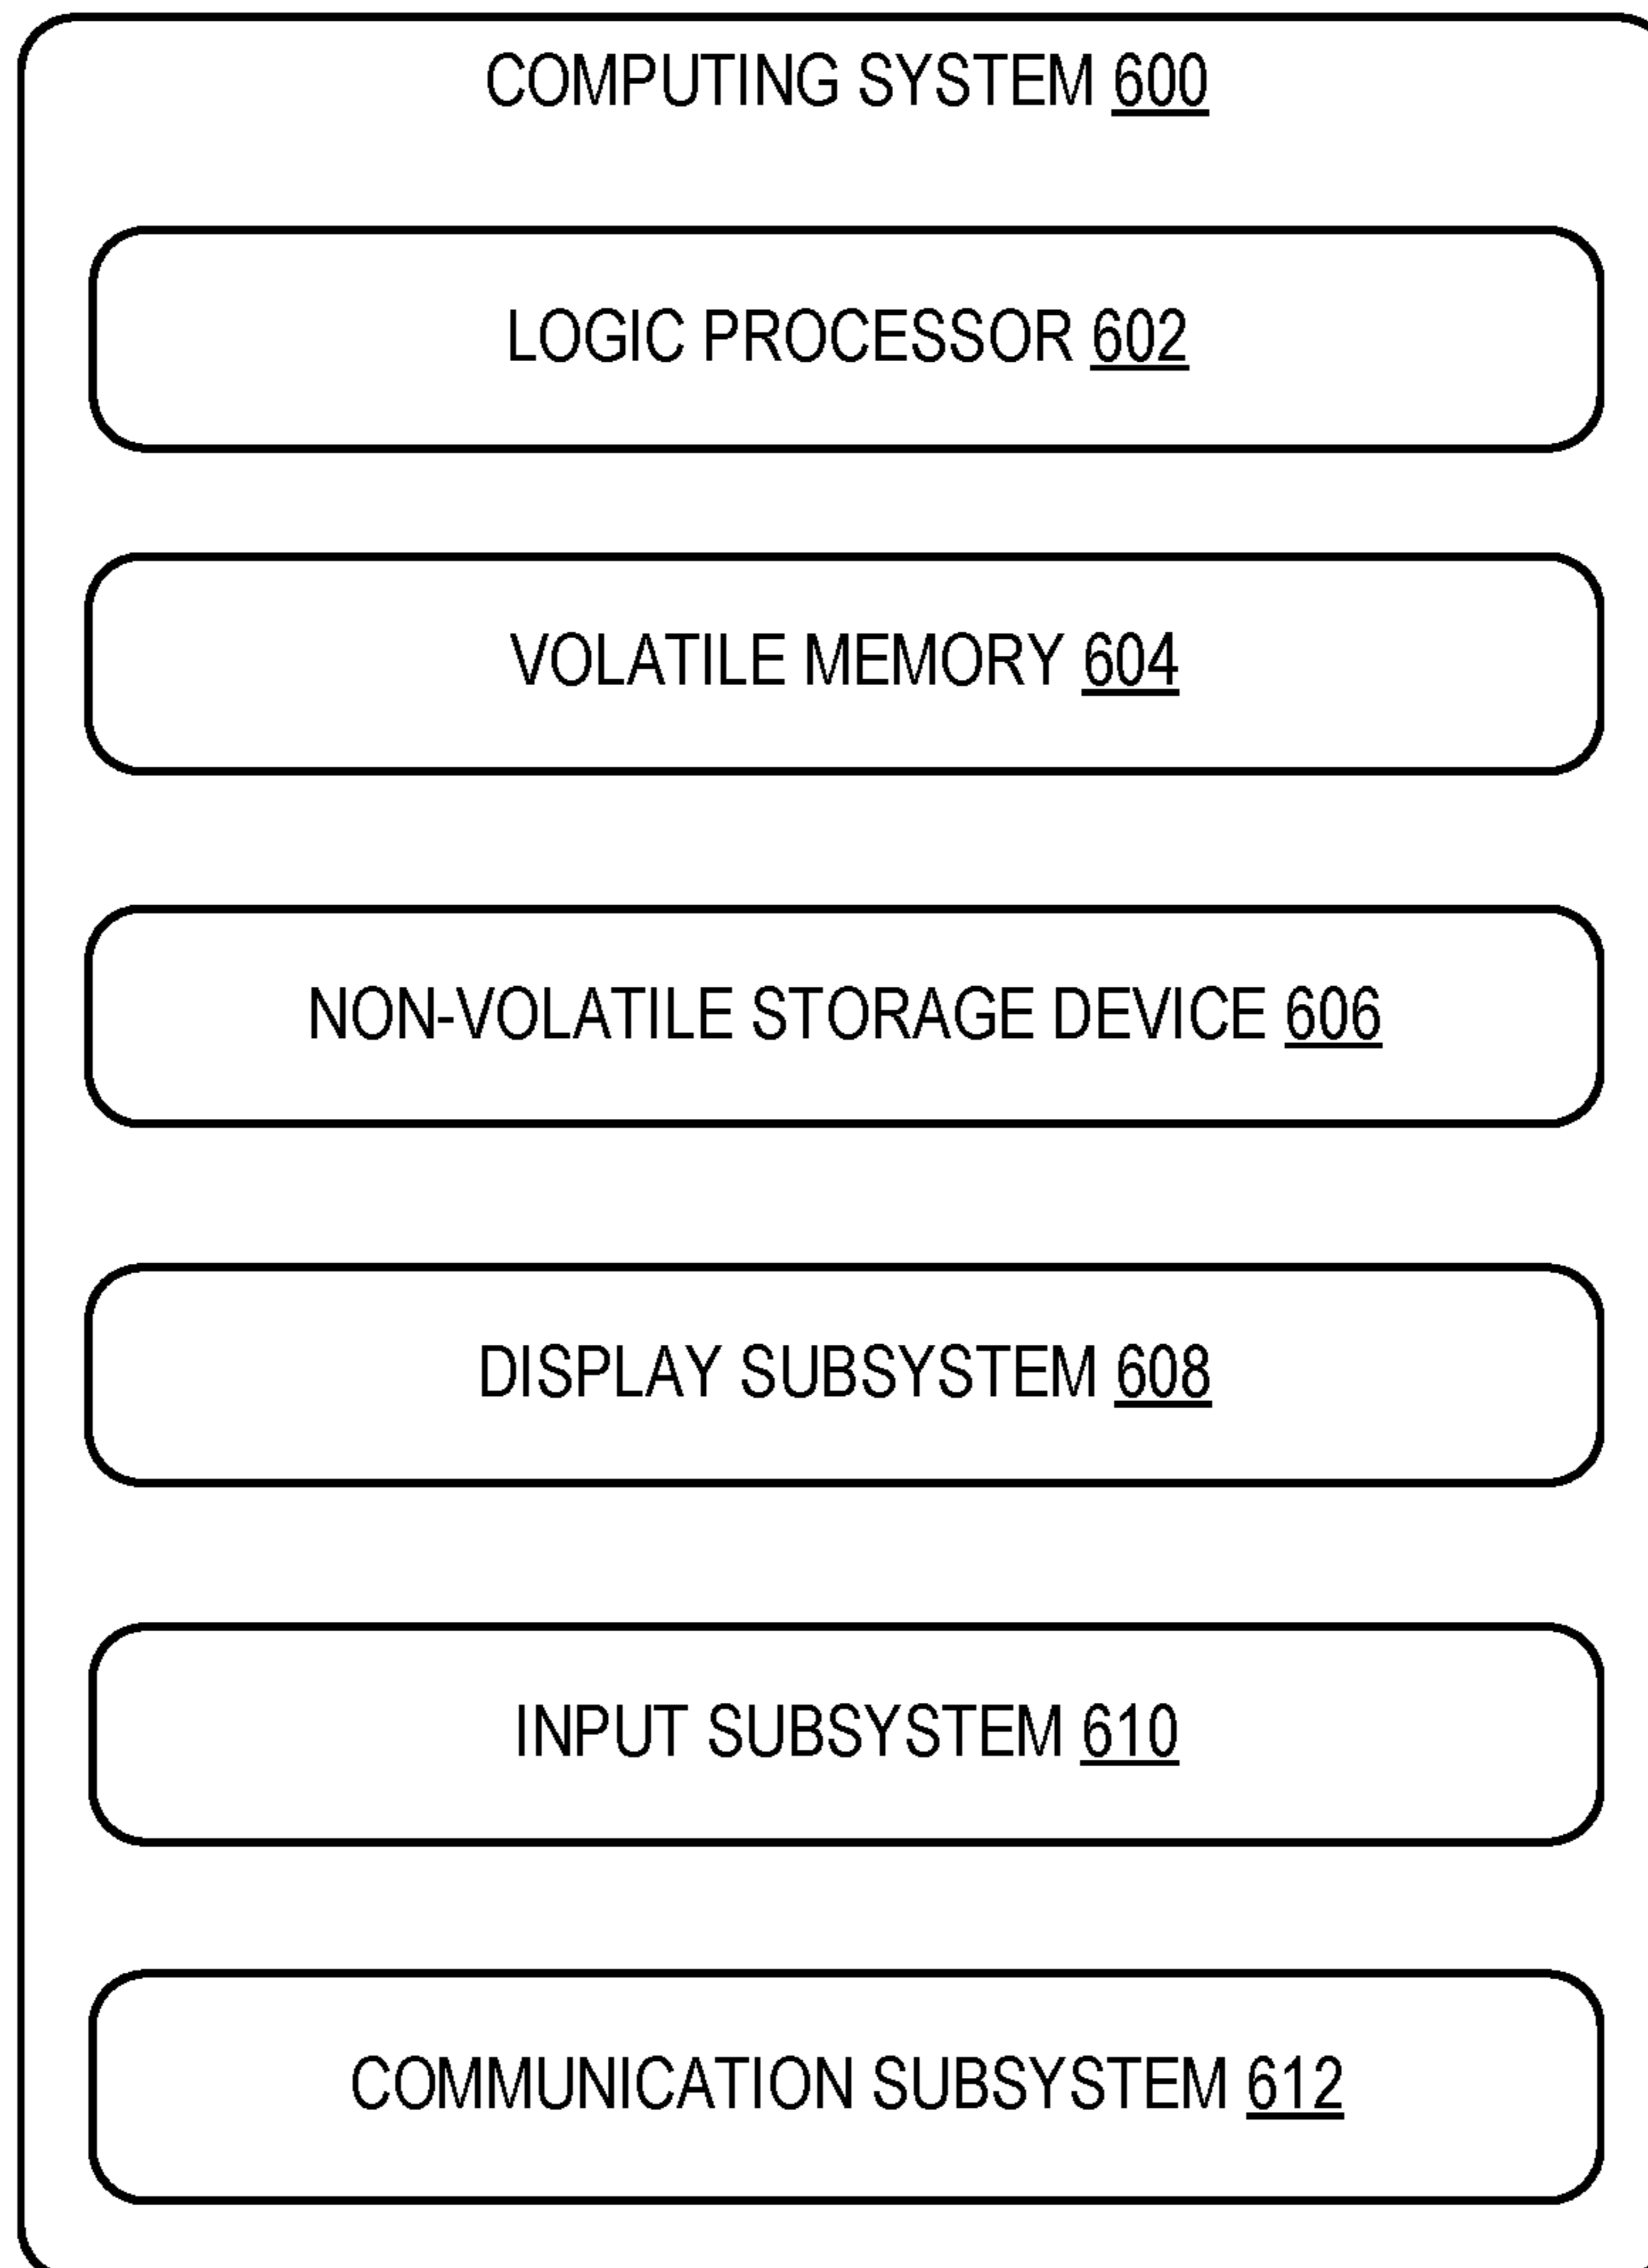 COMPUTING SYSTEM 600
LOGIC PROCESSOR 602
VOLATILE MEMORY 604
NON-VOLATILE STORAGE DEVICE 606
DISPLAY SUBSYSTEM 608
INPUT SUBSYSTEM 610
COMMUNICATION SUBSYSTEM 612